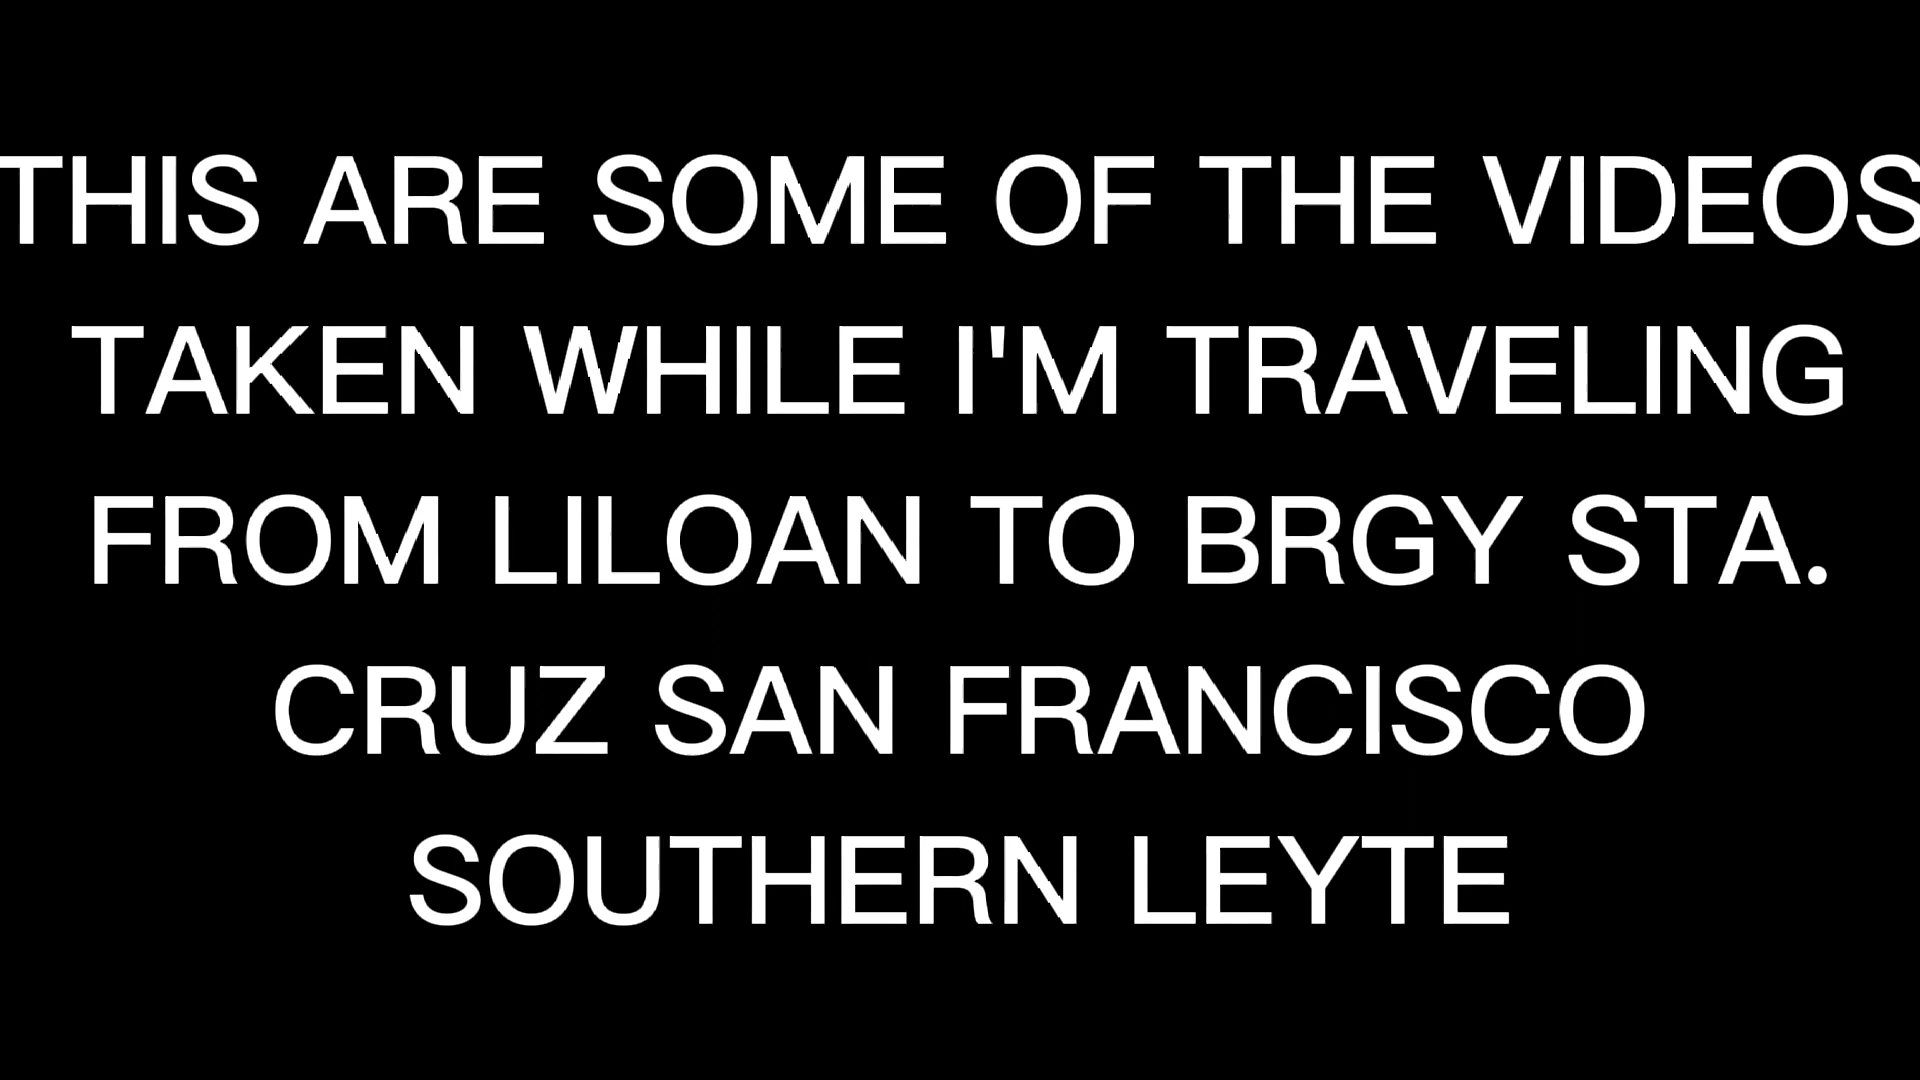 THIS ARE SOME OF THE VIDEOS
TAKEN WHILE I'M TRAVELING
FROM LILOAN TO BRGY STA.
CRUZ SAN FRANCISCO
SOUTHERN LEYTE